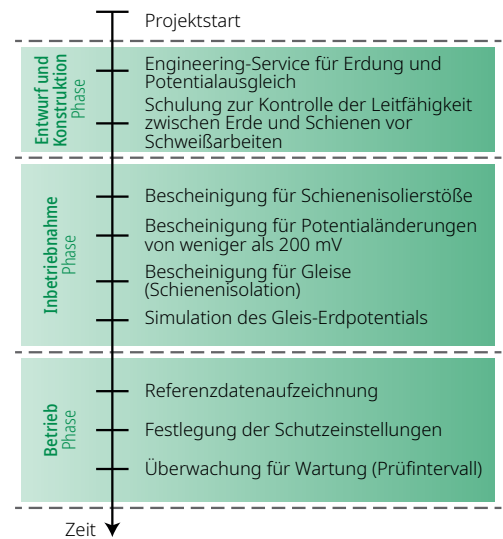 Projektstart
Entwurf und
Konstruktion
Phase
Engineering-Service für Erdung und
Potentialausgleich
Schulung zur Kontrolle der Leitfähigkeit
zwischen Erde und Schienen vor
Schweißarbeiten
Inbetriebnahme
Phase
Bescheinigung für Schienenisolierstöße
Bescheinigung für Potentialänderungen
von weniger als 200 mV
Bescheinigung für Gleise
(Schienenisolation)
Simulation des Gleis-Erdpotentials
Betrieb
Phase
Referenzdatenaufzeichnung
Festlegung der Schutzeinstellungen
Überwachung für Wartung (Prüfintervall)
Zeit